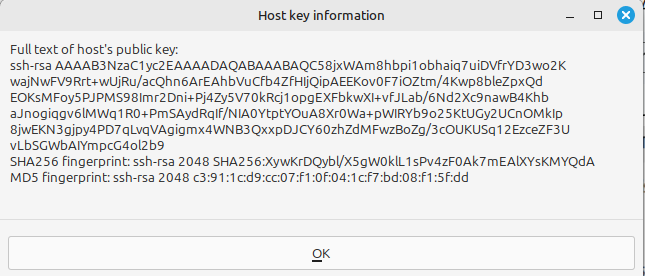 Host key information
Full text of host's public key:
ssh-rsa AAAAB3NzaC1yc2EAAAADAQABAAABAQC58jxWAm8hbpi1obhaiq7uiDVfrYD3wo2K
wajNwFV9Rrt+wUjRu/acQhn6ArEAhbVuCfb4ZfHIjQipAEEKov0F7iOZtm/4Kwp8bleZpxQd
EOKsMFoy5PJPMS98Imr2Dni+Pj4Zy5V70kRcj1opgEXFbkwXI+vfJLab/6Nd2Xc9nawB4Khb
aJnogiqgv6lMWq1R0+PmSAydRqIf/NIA0YtptYOuA8Xr0Wa+pWIRYb9o25KtUGy2UCnOMkIp
8jwEKN3gjpy4PD7qLvqVAgigmx4WNB3QxxpDJCY60zhZdMFwzBoZg/3cOUKUSq12EzceZF3U
vLbSGWbAIYmpcG4ol2b9
SHA256 fingerprint: ssh-rsa 2048 SHA256:XywKrDQybl/X5gW0klL1sPv4zF0Ak7mEAlXYsKMYQdA
MD5 fingerprint: ssh-rsa 2048 c3:91:1c:d9:cc:07:f1:0f:04:1c:f7:bd:08:f1:5f:dd
OK